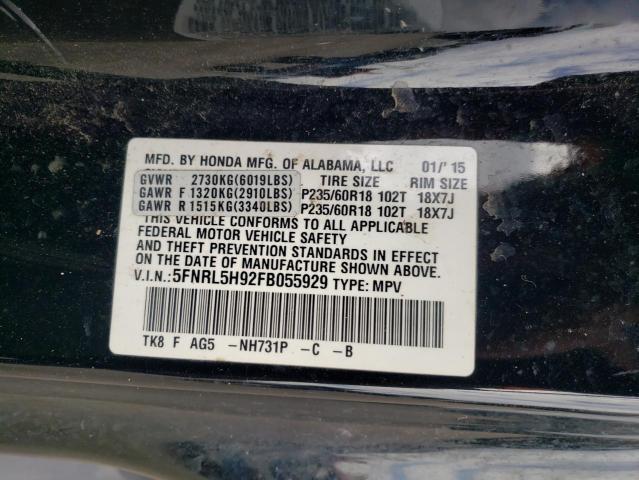 MFD. BY HONDA MFG. OF ALABAMA, LLC 01/'15
GVWR 2730KG(6019LBS) TIRE SIZE RIM SIZE
GAWR F 1320KG(2910LBS) P235/60R18 102T 18X7J
GAWR R 1515KG(3340LBS) P235/60R18 102T 18X7J
THIS VEHICLE CONFORMS TO ALL APPLICABLE
FEDERAL MOTOR VEHICLE SAFETY
AND THEFT PREVENTION STANDARDS IN EFFECT
ON THE DATE OF MANUFACTURE SHOWN ABOVE.
V.I.N.:5FNRL5H92FB055929 TYPE: MPV
TK8 F AG5 -NH731P -C -B